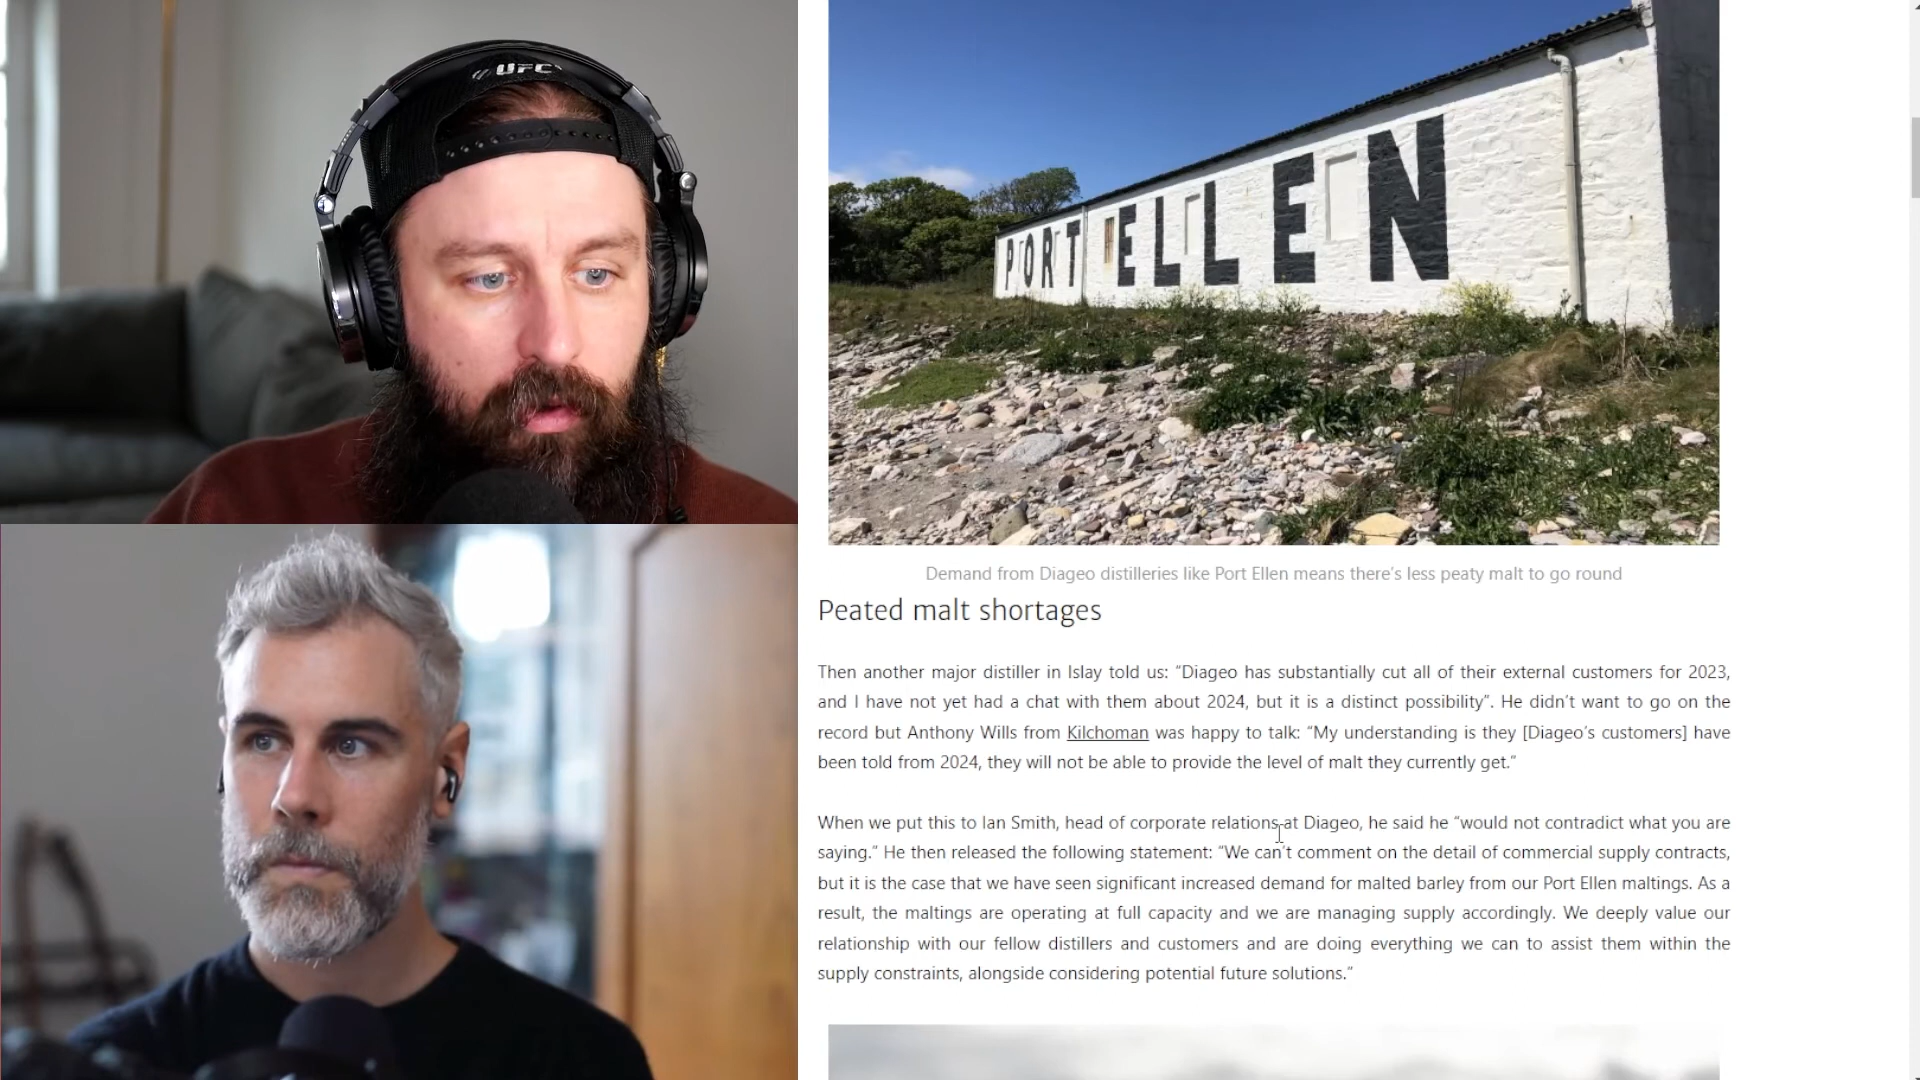 UFC
PORT ELLEN
Demand from Diageo distilleries like Port Ellen means there's less peaty malt to go round
Peated malt shortages
Then another major distiller in Islay told us: “Diageo has substantially cut all of their external customers for 2023,
and I have not yet had a chat with them about 2024, but it is a distinct possibility”. He didn't want to go on the
record but Anthony Wills from Kilchoman was happy to talk: “My understanding is they [Diageo's customers] have
been told from 2024, they will not be able to provide the level of malt they currently get.”
When we put this to Ian Smith, head of corporate relations at Diageo, he said he “would not contradict what you are
saying.” He then released the following statement: “We can't comment on the detail of commercial supply contracts,
but it is the case that we have seen significant increased demand for malted barley from our Port Ellen maltings. As a
result, the maltings are operating at full capacity and we are managing supply accordingly. We deeply value our
relationship with our fellow distillers and customers and are doing everything we can to assist them within the
supply constraints, alongside considering potential future solutions.”